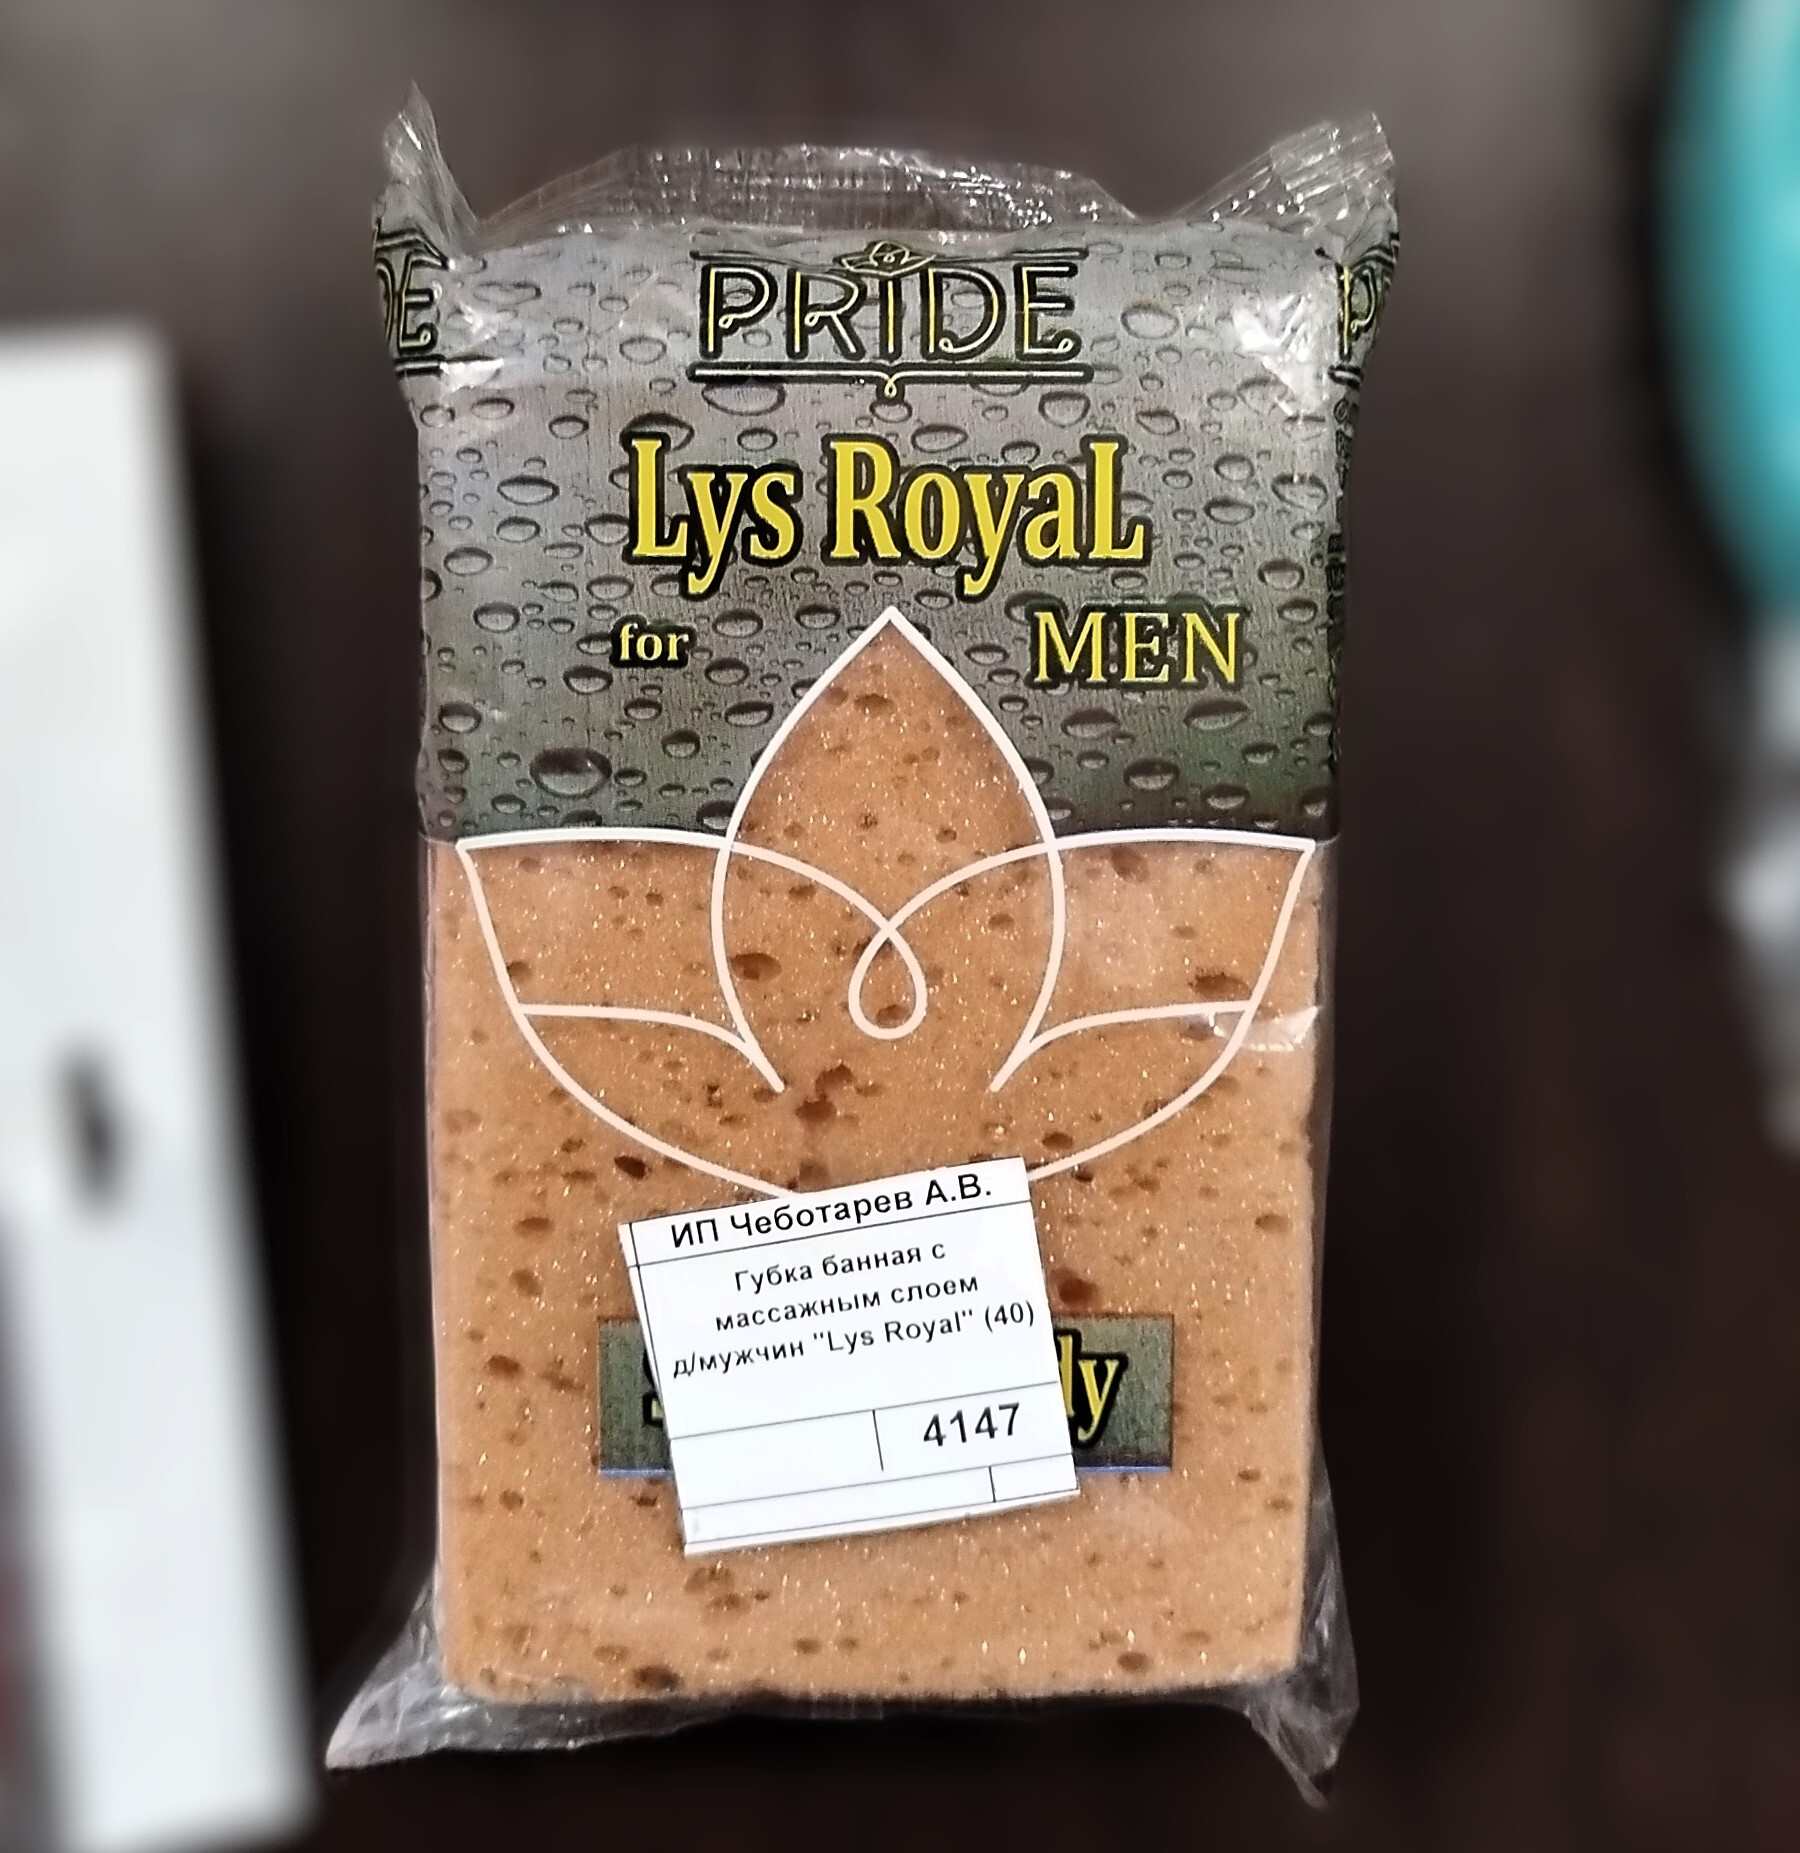 PRIDE
Lys RoyaL
for MEN
ИП Чеботарев А.В.
Губка банная с
массажным слоем
д/мужчин "Lys Royal" (40)
4147